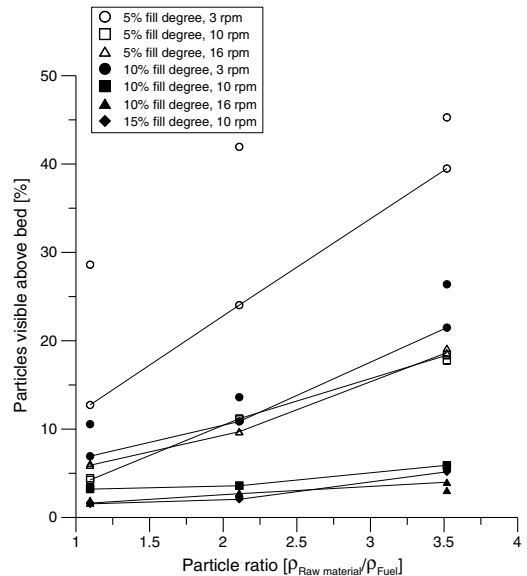 5% fill degree, 3 rpm
5% fill degree, 10 rpm
5% fill degree, 16 rpm
10% fill degree, 3 rpm
10% fill degree, 10 rpm
10% fill degree, 16 rpm
15% fill degree, 10 rpm
50
40
30
20
10
0
Particles visible above bed [%]
1
1.5
2
2.5
3
3.5
4
Particle ratio [ρRaw material/ρFuel]